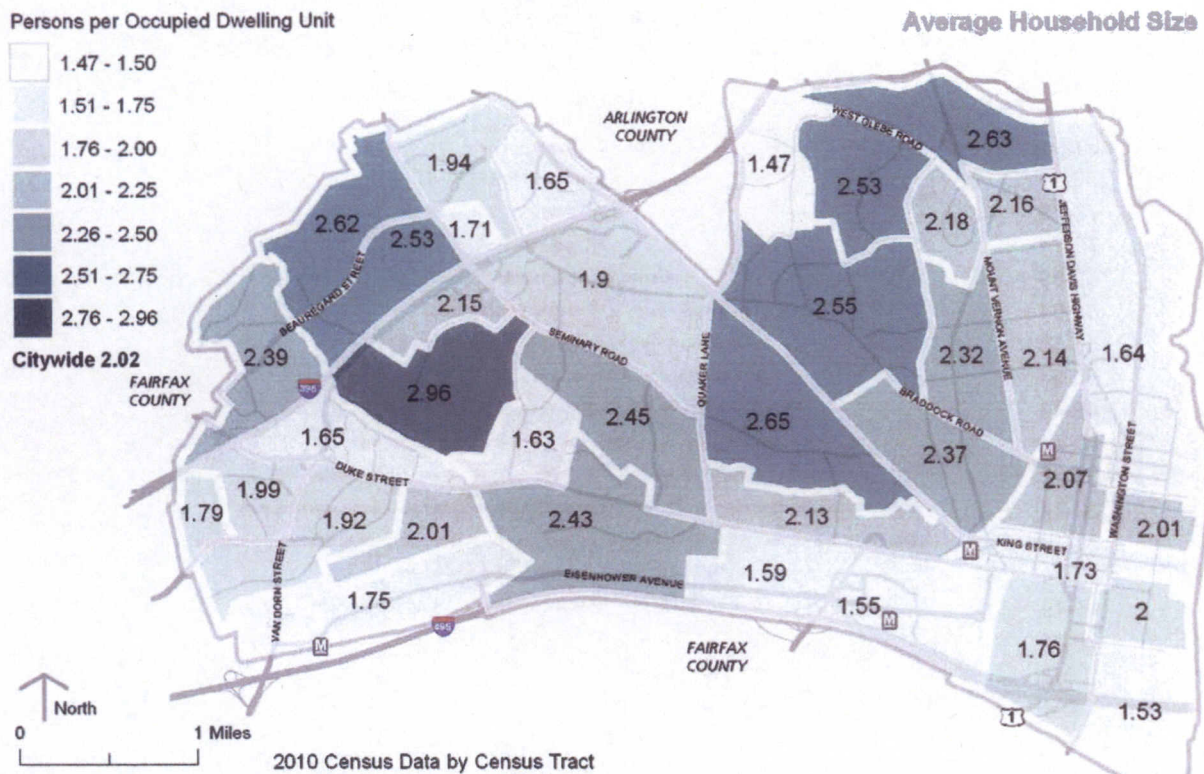 Persons per Occupied Dwelling Unit
Average Household Size
1.47 - 1.50
1.51 - 1.75
1.76 - 2.00
2.01 - 2.25
2.26 - 2.50
2.51 - 2.75
2.76 - 2.96
Citywide 2.02
ARLINGTON
COUNTY
WEST GLEBE ROAD
2.63
1.94
1.65
1.47
2.53
2.18
2.16
1
2.62
2.53
1.71
1.9
2.55
JEFFERSON DAVIS HIGHWAY
MOUNT VERNON AVENUE
BEAUREGARD STREET
2.15
SEMINARY ROAD
QUAKER LANE
2.39
2.32
2.14
1.64
FAIRFAX
COUNTY
395
2.96
2.45
2.65
BRADDOCK ROAD
1.65
1.63
2.37
M
WASHINGTON STREET
DUKE STREET
1.99
1.79
1.92
2.01
2.43
2.13
2.07
2.01
KING STREET
M
VAN DORN STREET
1.75
EISENHOWER AVENUE
1.59
1.55
M
1.73
2
495
M
FAIRFAX
COUNTY
1.76
1.53
1
North
0
1 Miles
2010 Census Data by Census Tract